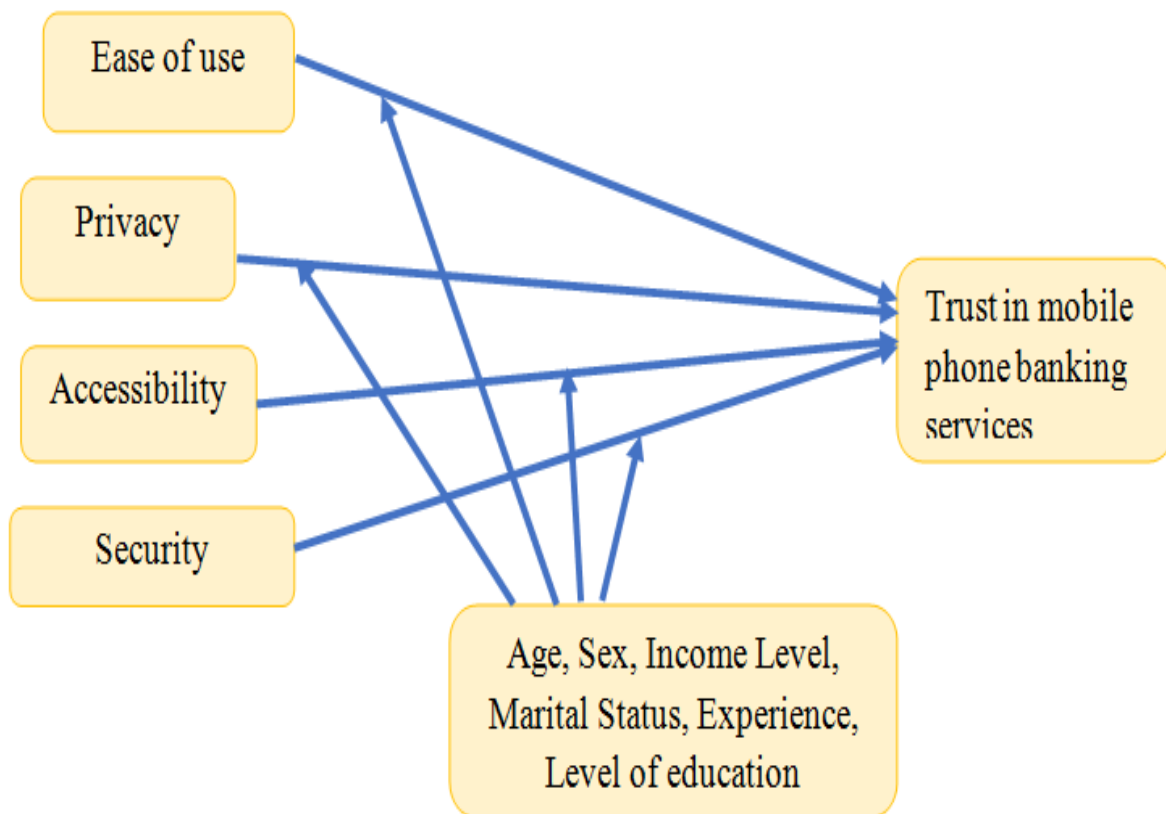 Ease of use
Privacy
Accessibility
Security
Trust in mobile
phone banking
services
Age, Sex, Income Level,
Marital Status, Experience,
Level of education